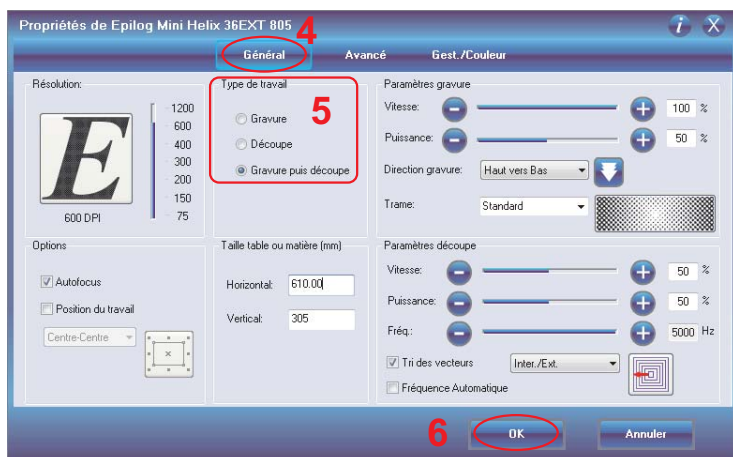 Propriétés de Epilog Mini Helix 36EXT 805
4
Général
Avancé
Gest./Couleur
Résolution:
1200
600
400
300
200
150
75
600 DPI
Type de travail
5
Gravure
Découpe
Gravure puis découpe
Paramètres gravure
Vitesse: 100 %
Puissance: 50 %
Direction gravure: Haut vers Bas
Trame: Standard
Options
Autofocus
Position du travail
Centre-Centre
Taille table ou matière (mm)
Horizontal: 610.00
Vertical: 305
Paramètres découpe
Vitesse: 50 %
Puissance: 50 %
Fréq.: 5000 Hz
Tri des vecteurs Inter./Ext.
Fréquence Automatique
6
OK
Annuler